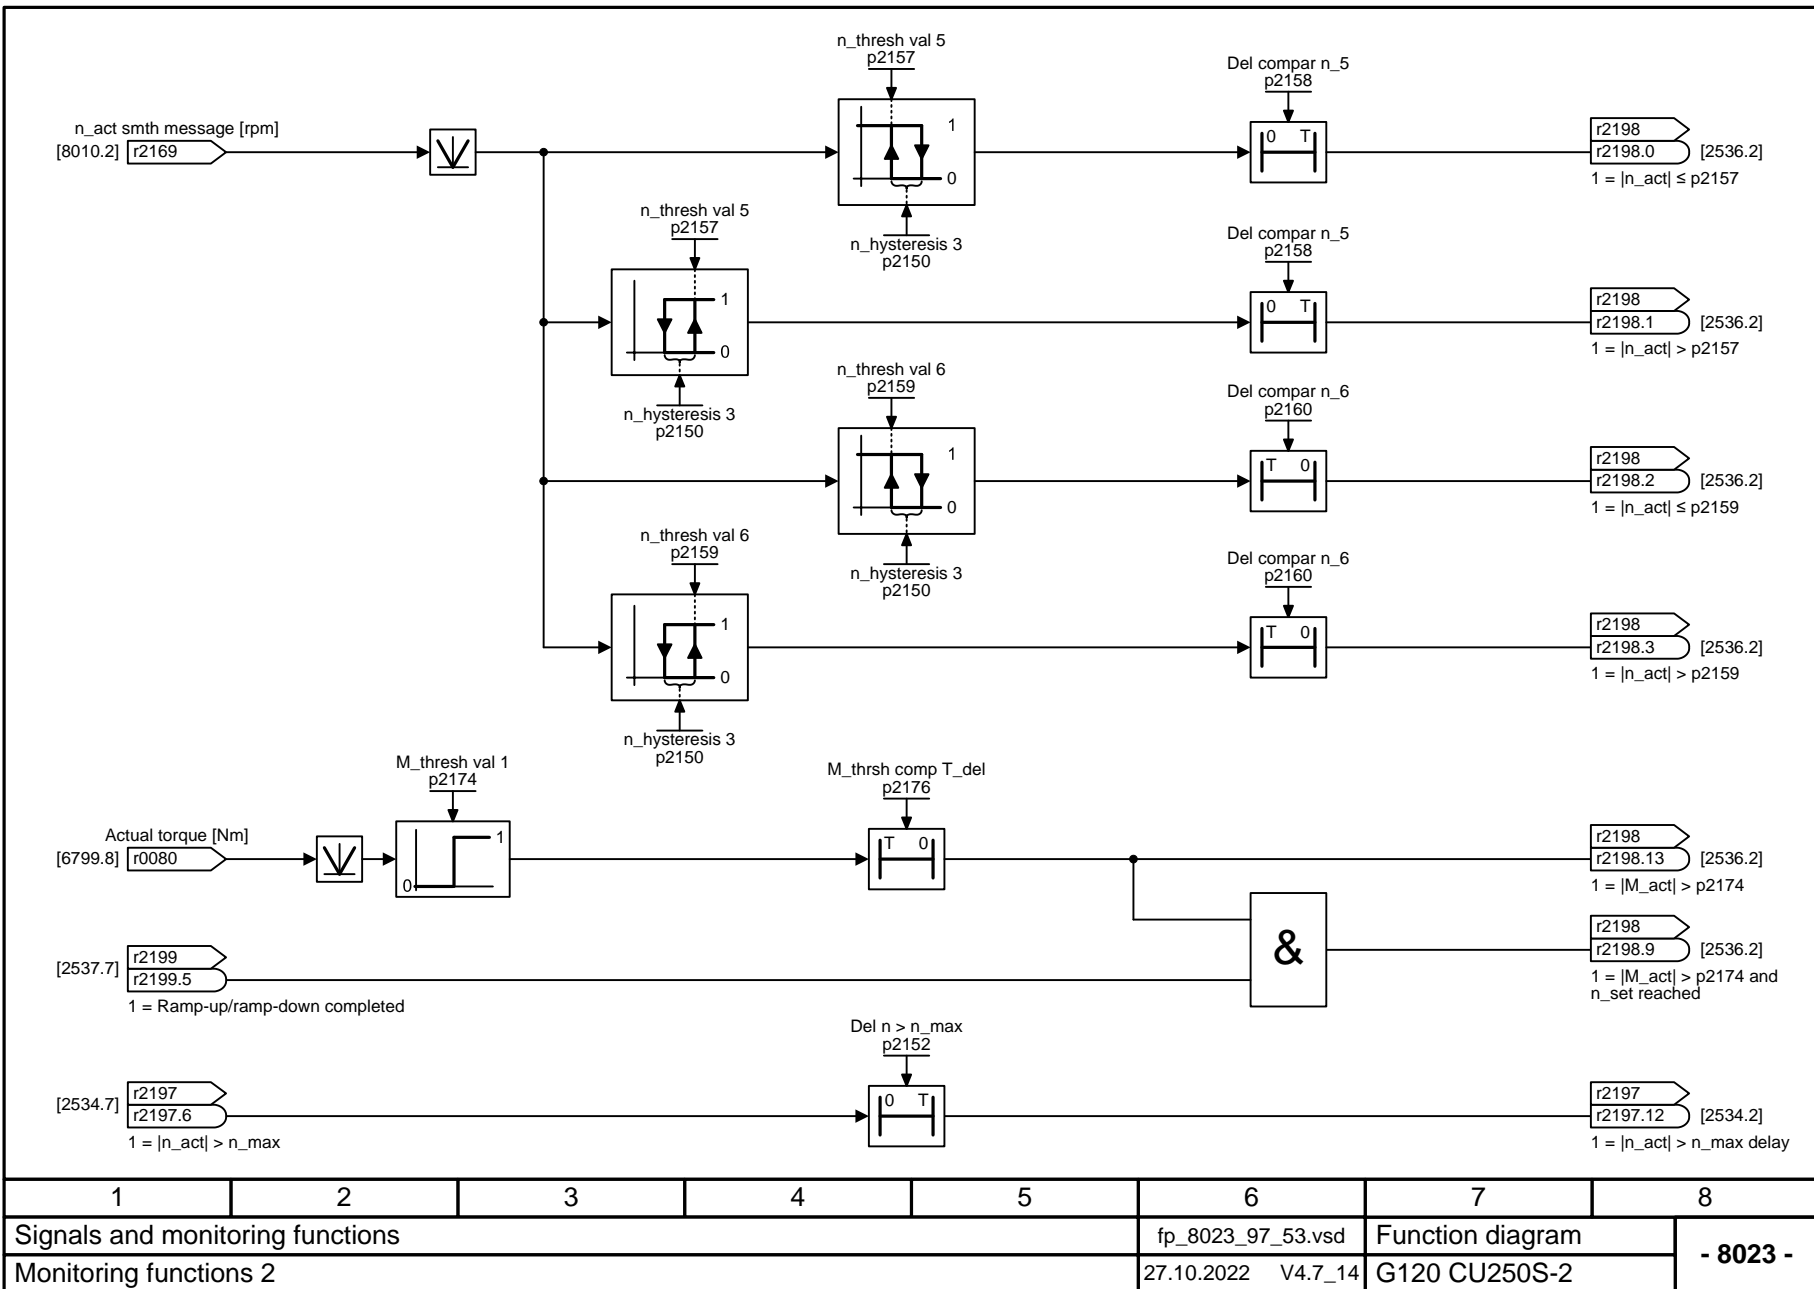 n_thresh val 5
p2157
1
0
n_hysteresis 3
p2150
Del compar n_5
p2158
0 T
n_act smth message [rpm]
[8010.2] r2169
r2198
r2198.0 [2536.2]
1 = |n_act| ≤ p2157
n_thresh val 5
p2157
1
0
n_hysteresis 3
p2150
Del compar n_5
p2158
0 T
r2198
r2198.1 [2536.2]
1 = |n_act| > p2157
n_thresh val 6
p2159
1
0
n_hysteresis 3
p2150
Del compar n_6
p2160
T 0
r2198
r2198.2 [2536.2]
1 = |n_act| ≤ p2159
n_thresh val 6
p2159
1
0
n_hysteresis 3
p2150
Del compar n_6
p2160
T 0
r2198
r2198.3 [2536.2]
1 = |n_act| > p2159
M_thresh val 1
p2174
1
0
M_thrsh comp T_del
p2176
T 0
Actual torque [Nm]
[6799.8] r0080
r2198
r2198.13 [2536.2]
1 = |M_act| > p2174
&
r2198
r2198.9 [2536.2]
1 = |M_act| > p2174 and
n_set reached
r2199
[2537.7] r2199.5
1 = Ramp-up/ramp-down completed
Del n > n_max
p2152
0 T
r2197
[2534.7] r2197.6
1 = |n_act| > n_max
r2197
r2197.12 [2534.2]
1 = |n_act| > n_max delay
1 2 3 4 5 6 7 8
Signals and monitoring functions fp_8023_97_53.vsd Function diagram - 8023 -
Monitoring functions 2 27.10.2022 V4.7_14 G120 CU250S-2